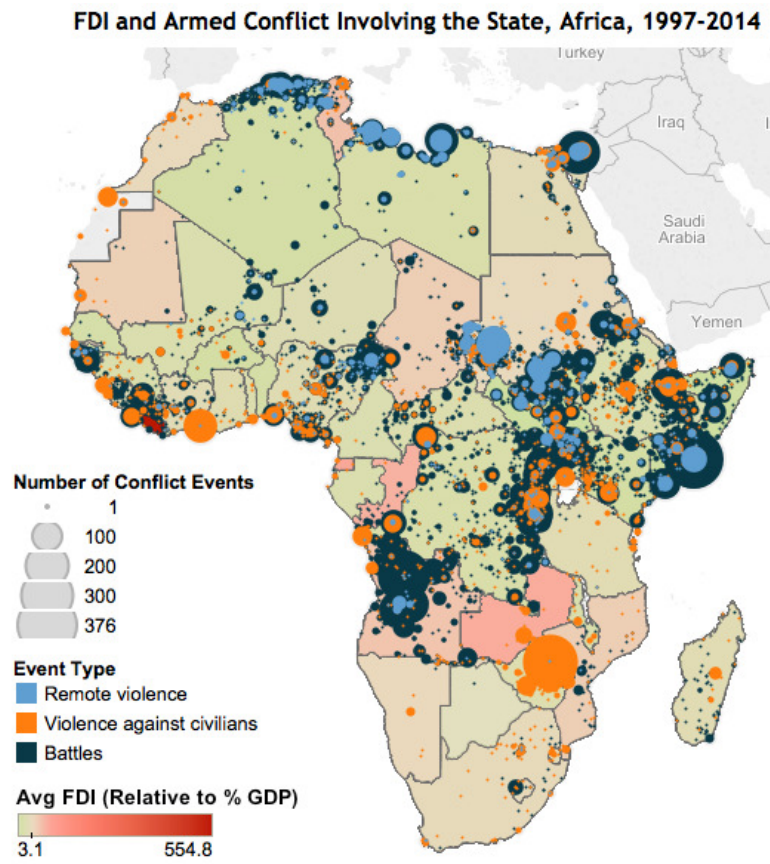 FDI and Armed Conflict Involving the State, Africa, 1997-2014
Turkey
Iraq
Saudi
Arabia
Yemen
Number of Conflict Events
1
100
200
300
376
Event Type
Remote violence
Violence against civilians
Battles
Avg FDI (Relative to % GDP)
3.1
554.8